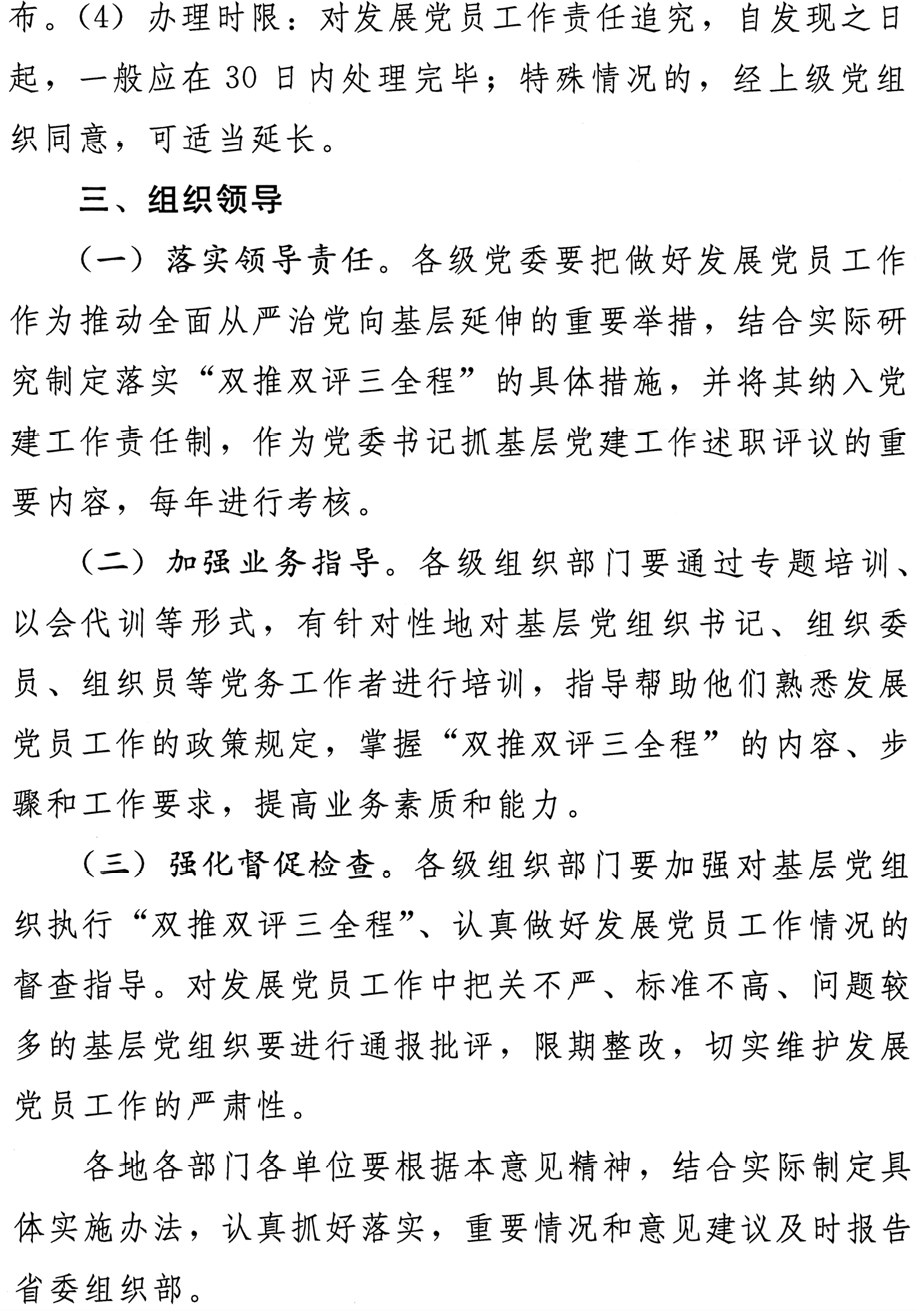 布。（4）办理时限：对发展党员工作责任追究，自发现之日
起，一般应在 30 日内处理完毕；特殊情况的，经上级党组
织同意，可适当延长。
三、组织领导
（一）落实领导责任。各级党委要把做好发展党员工作
作为推动全面从严治党向基层延伸的重要举措，结合实际研
究制定落实“双推双评三全程”的具体措施，并将其纳入党
建工作责任制，作为党委书记抓基层党建工作述职评议的重
要内容，每年进行考核。
（二）加强业务指导。各级组织部门要通过专题培训、
以会代训等形式，有针对性地对基层党组织书记、组织委
员、组织员等党务工作者进行培训，指导帮助他们熟悉发展
党员工作的政策规定，掌握“双推双评三全程”的内容、步
骤和工作要求，提高业务素质和能力。
（三）强化督促检查。各级组织部门要加强对基层党组
织执行“双推双评三全程”、认真做好发展党员工作情况的
督查指导。对发展党员工作中把关不严、标准不高、问题较
多的基层党组织要进行通报批评，限期整改，切实维护发展
党员工作的严肃性。
各地各部门各单位要根据本意见精神，结合实际制定具
体实施办法，认真抓好落实，重要情况和意见建议及时报告
省委组织部。